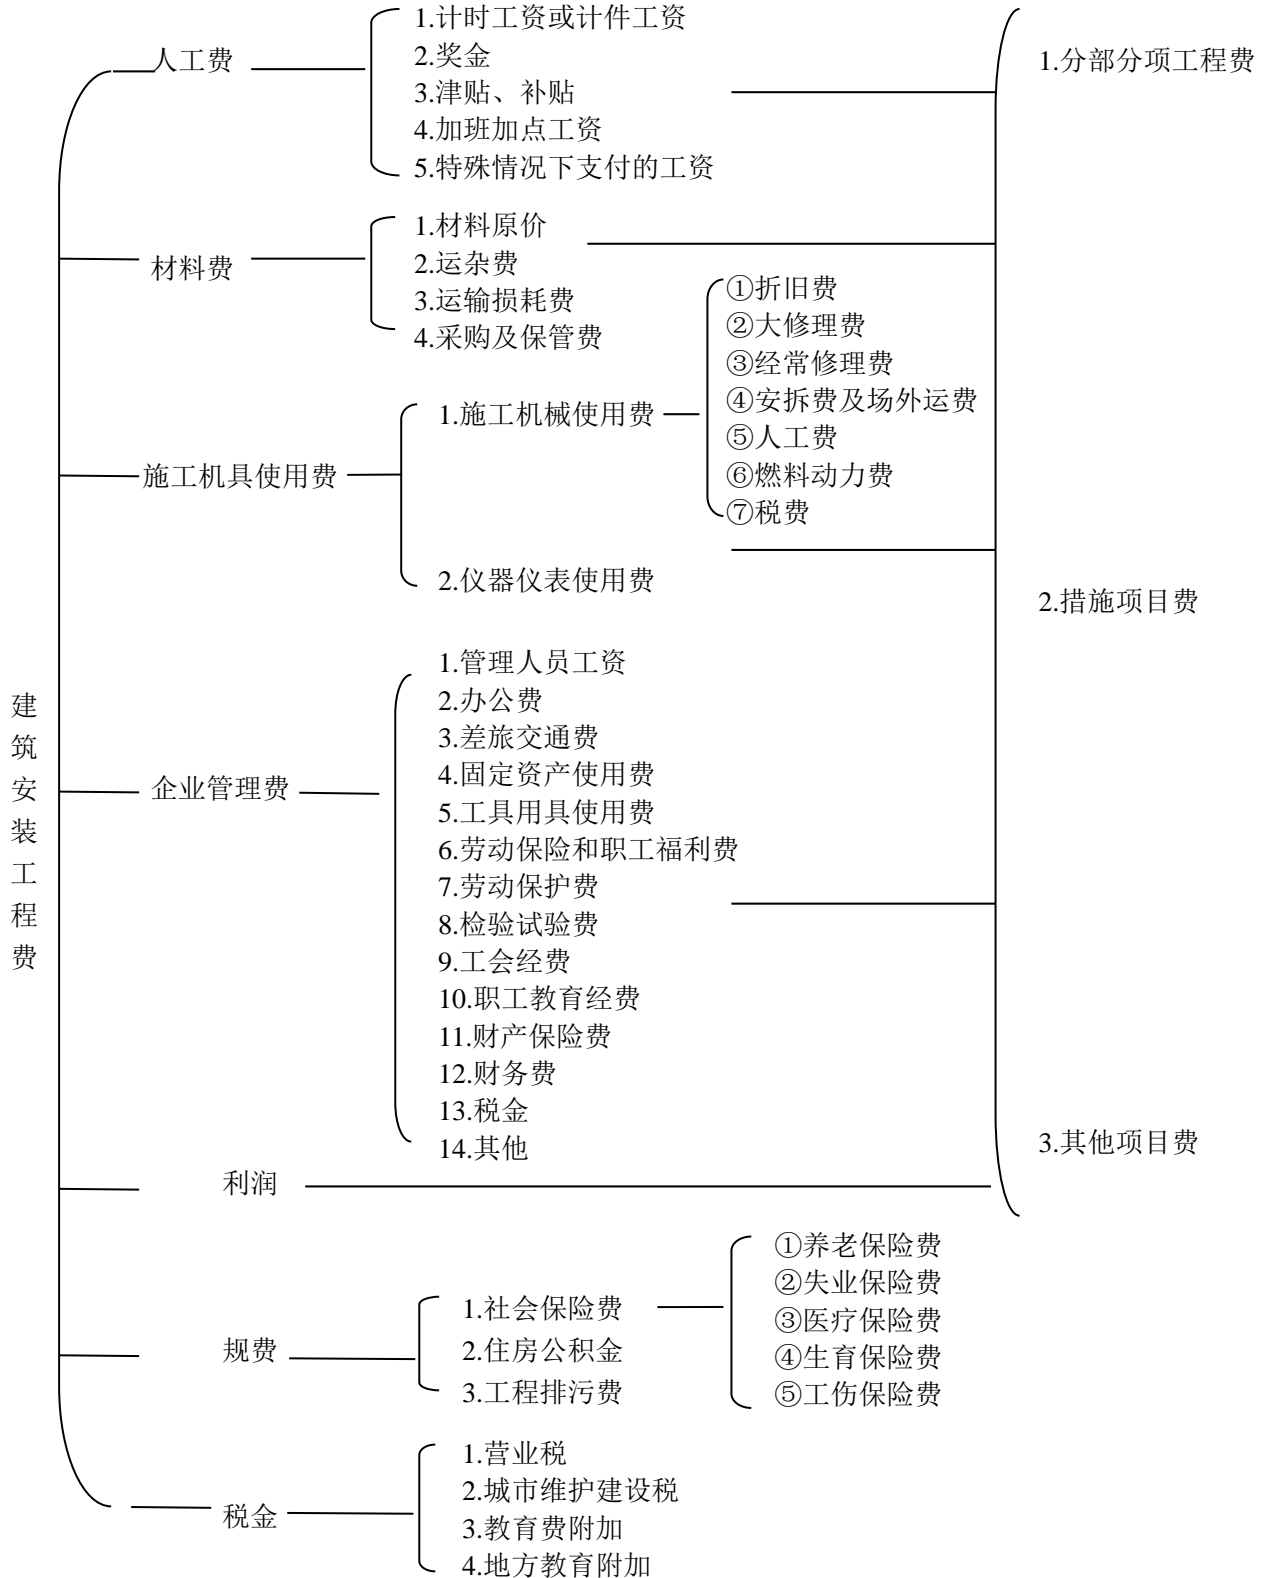 建筑安装工程费
人工费
1.计时工资或计件工资
2.奖金
3.津贴、补贴
4.加班加点工资
5.特殊情况下支付的工资
材料费
1.材料原价
2.运杂费
3.运输损耗费
4.采购及保管费
施工机具使用费
1.施工机械使用费
①折旧费
②大修理费
③经常修理费
④安拆费及场外运费
⑤人工费
⑥燃料动力费
⑦税费
2.仪器仪表使用费
企业管理费
1.管理人员工资
2.办公费
3.差旅交通费
4.固定资产使用费
5.工具用具使用费
6.劳动保险和职工福利费
7.劳动保护费
8.检验试验费
9.工会经费
10.职工教育经费
11.财产保险费
12.财务费
13.税金
14.其他
利润
1.分部分项工程费
2.措施项目费
3.其他项目费
规费
1.社会保险费
①养老保险费
②失业保险费
③医疗保险费
④生育保险费
⑤工伤保险费
2.住房公积金
3.工程排污费
税金
1.营业税
2.城市维护建设税
3.教育费附加
4.地方教育附加